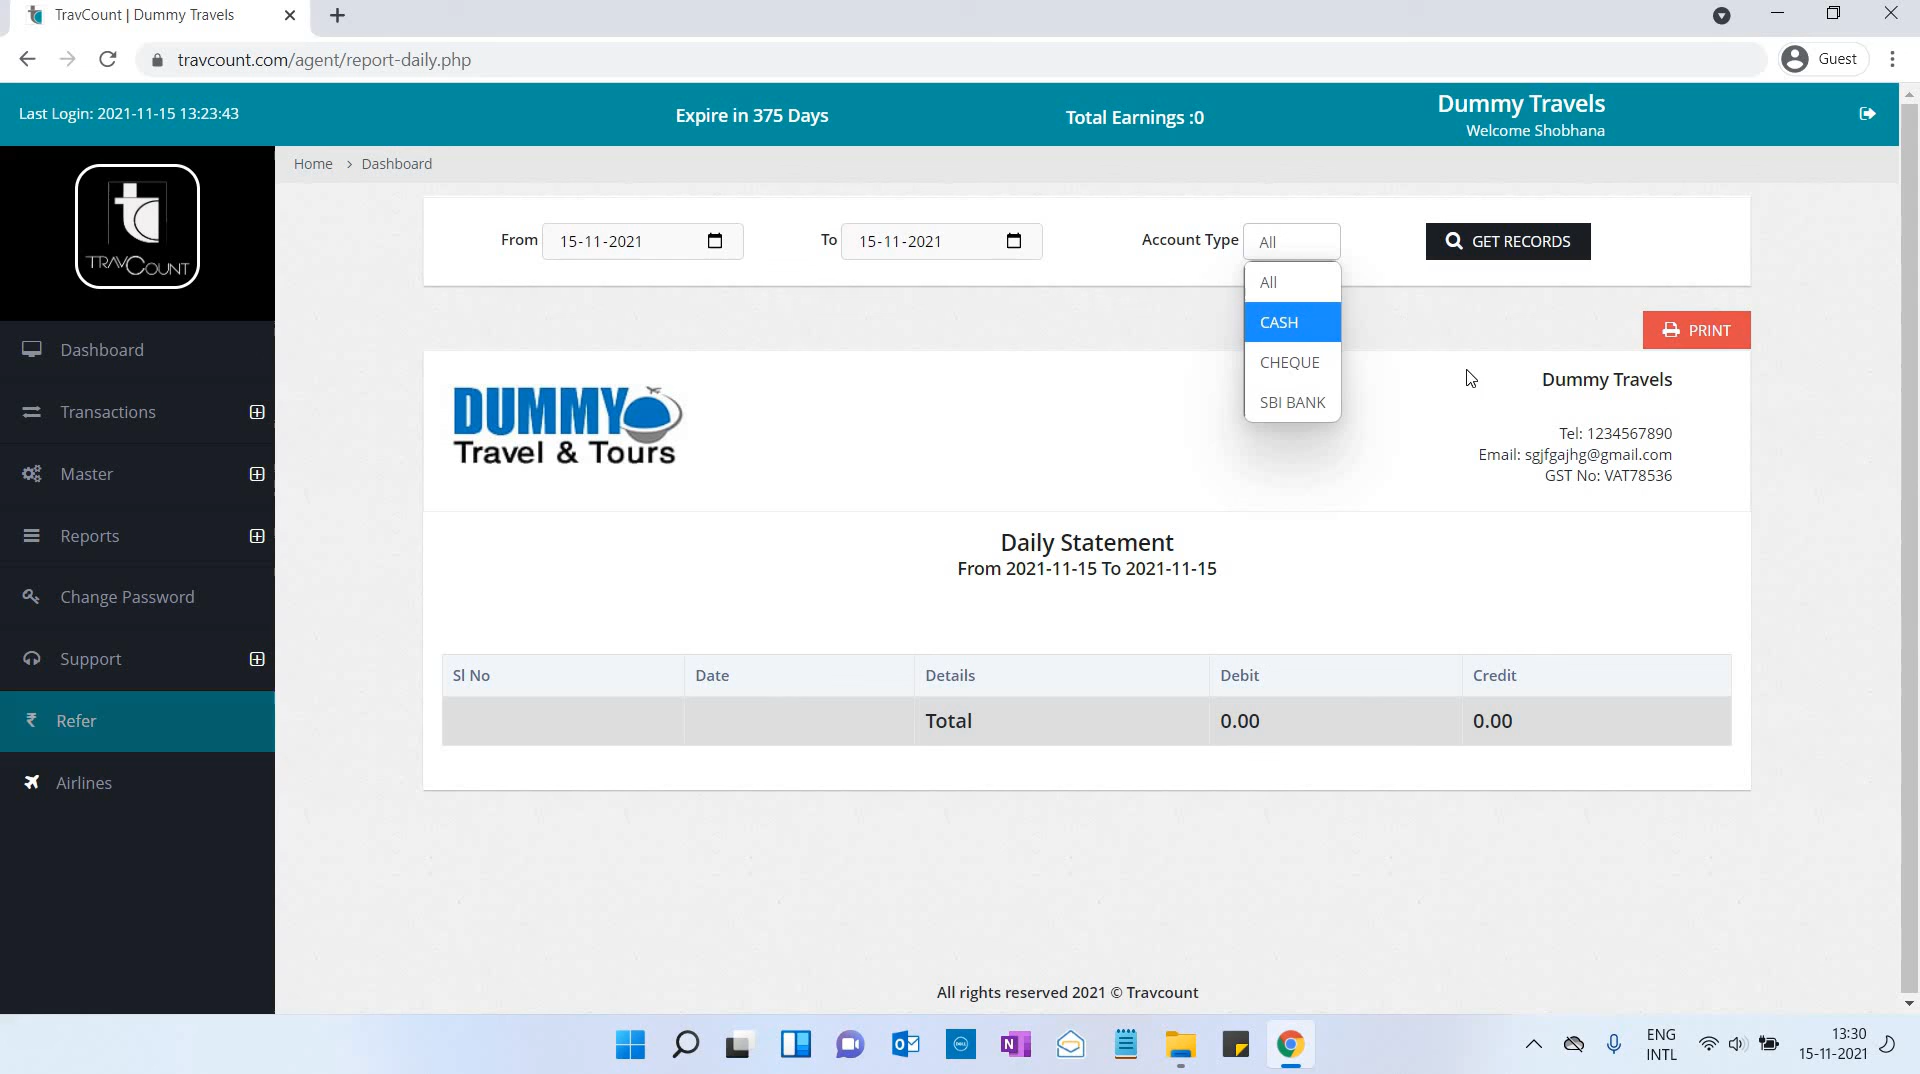 TravCount | Dummy Travels
travcount.com/agent/report-daily.php
Guest
Last Login: 2021-11-15 13:23:43
Expire in 375 Days
Total Earnings :0
Dummy Travels
Welcome Shobhana
tc
TRAVCOUNT
Home > Dashboard
From 15-11-2021
To 15-11-2021
Account Type All
GET RECORDS
All
CASH
CHEQUE
SBI BANK
PRINT
Dashboard
Transactions
Master
Reports
Change Password
Support
₹ Refer
Airlines
DUMMY
Travel & Tours
Dummy Travels
Tel: 1234567890
Email: sgjfgajhg@gmail.com
GST No: VAT78536
Daily Statement
From 2021-11-15 To 2021-11-15
Sl No Date Details Debit Credit
Total 0.00 0.00
All rights reserved 2021 © Travcount
ENG
INTL
13:30
15-11-2021